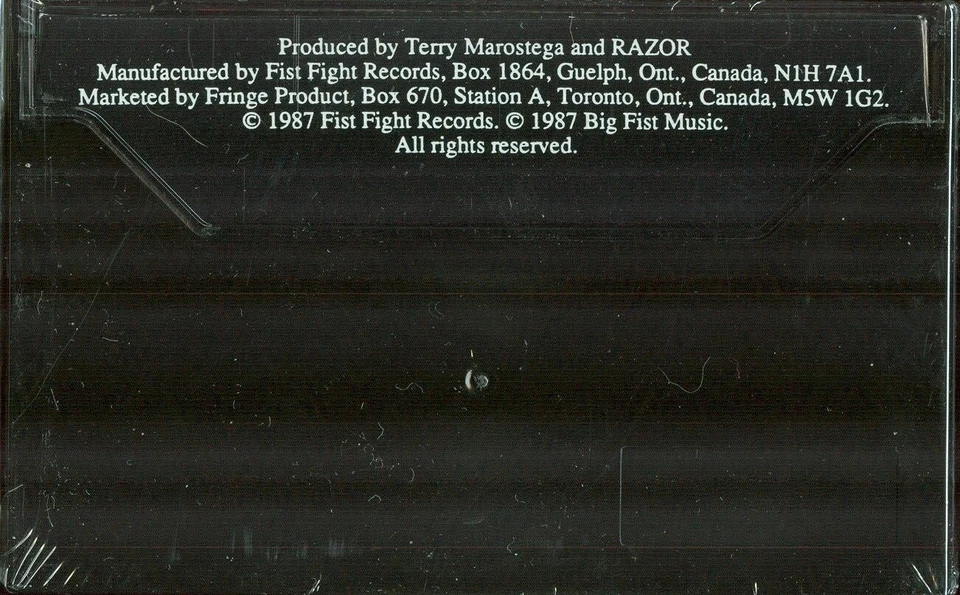 Produced by Terry Marostega and RAZOR
Manufactured by Fist Fight Records, Box 1864, Guelph, Ont., Canada, N1H 7A1.
Marketed by Fringe Product, Box 670, Station A, Toronto, Ont., Canada, M5W 1G2.
© 1987 Fist Fight Records. © 1987 Big Fist Music.
All rights reserved.